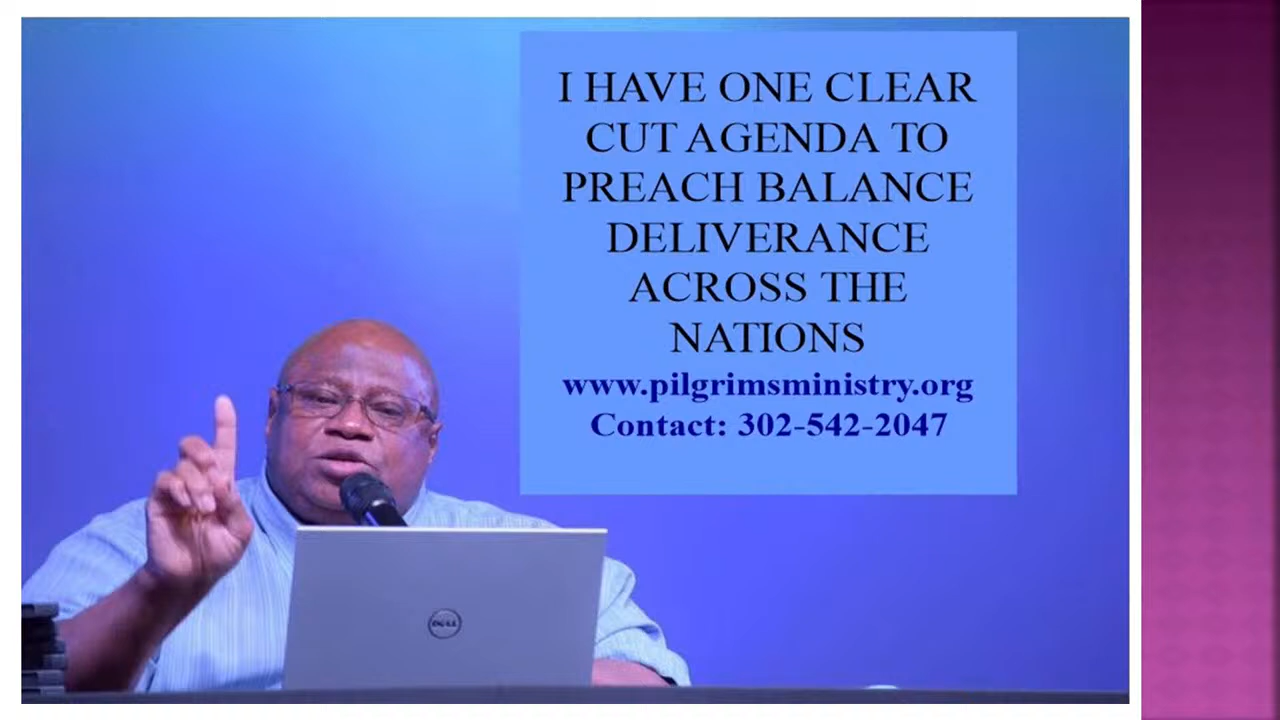 I HAVE ONE CLEAR
CUT AGENDA TO
PREACH BALANCE
DELIVERANCE
ACROSS THE
NATIONS
www.pilgrimsministry.org
Contact: 302-542-2047
DELL